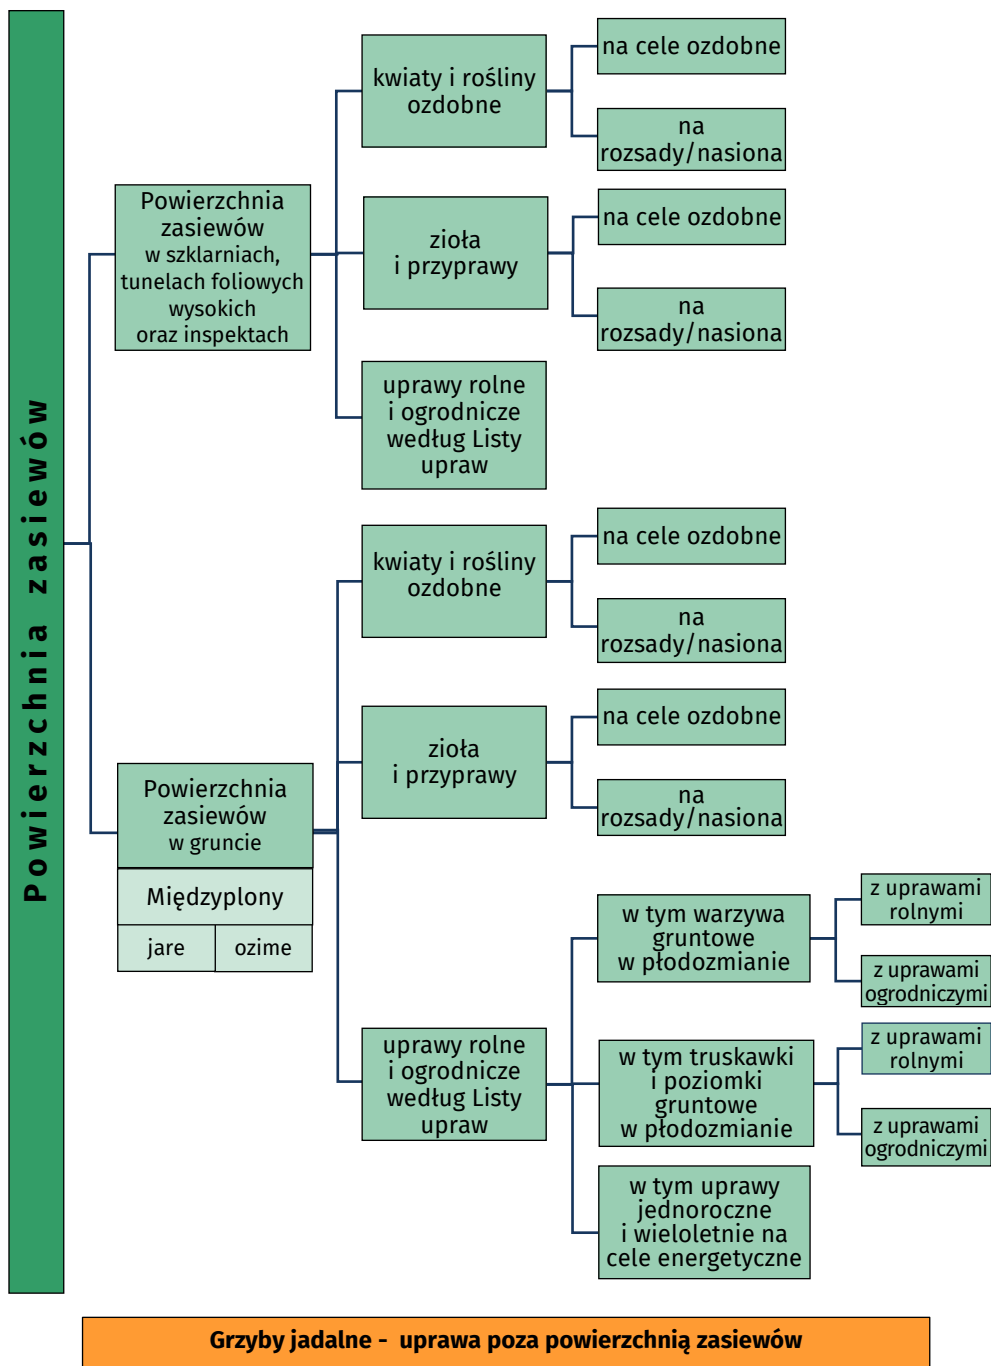 Powierzchnia zasiewów
Powierzchnia
zasiewów
w szklarniach,
tunelach foliowych
wysokich
oraz inspektach
kwiaty i rośliny
ozdobne
na cele ozdobne
na
rozsady/nasiona
zioła
i przyprawy
na cele ozdobne
na
rozsady/nasiona
uprawy rolne
i ogrodnicze
według Listy
upraw
Powierzchnia
zasiewów
w gruncie
Międzyplony
jare
ozime
kwiaty i rośliny
ozdobne
na cele ozdobne
na
rozsady/nasiona
zioła
i przyprawy
na cele ozdobne
na
rozsady/nasiona
uprawy rolne
i ogrodnicze
według Listy
upraw
w tym warzywa
gruntowe
w płodozmianie
z uprawami
rolnymi
z uprawami
ogrodniczymi
w tym truskawki
i poziomki
gruntowe
w płodozmianie
z uprawami
rolnymi
z uprawami
ogrodniczymi
w tym uprawy
jednoroczne
i wieloletnie na
cele energetyczne
Grzyby jadalne - uprawa poza powierzchnią zasiewów